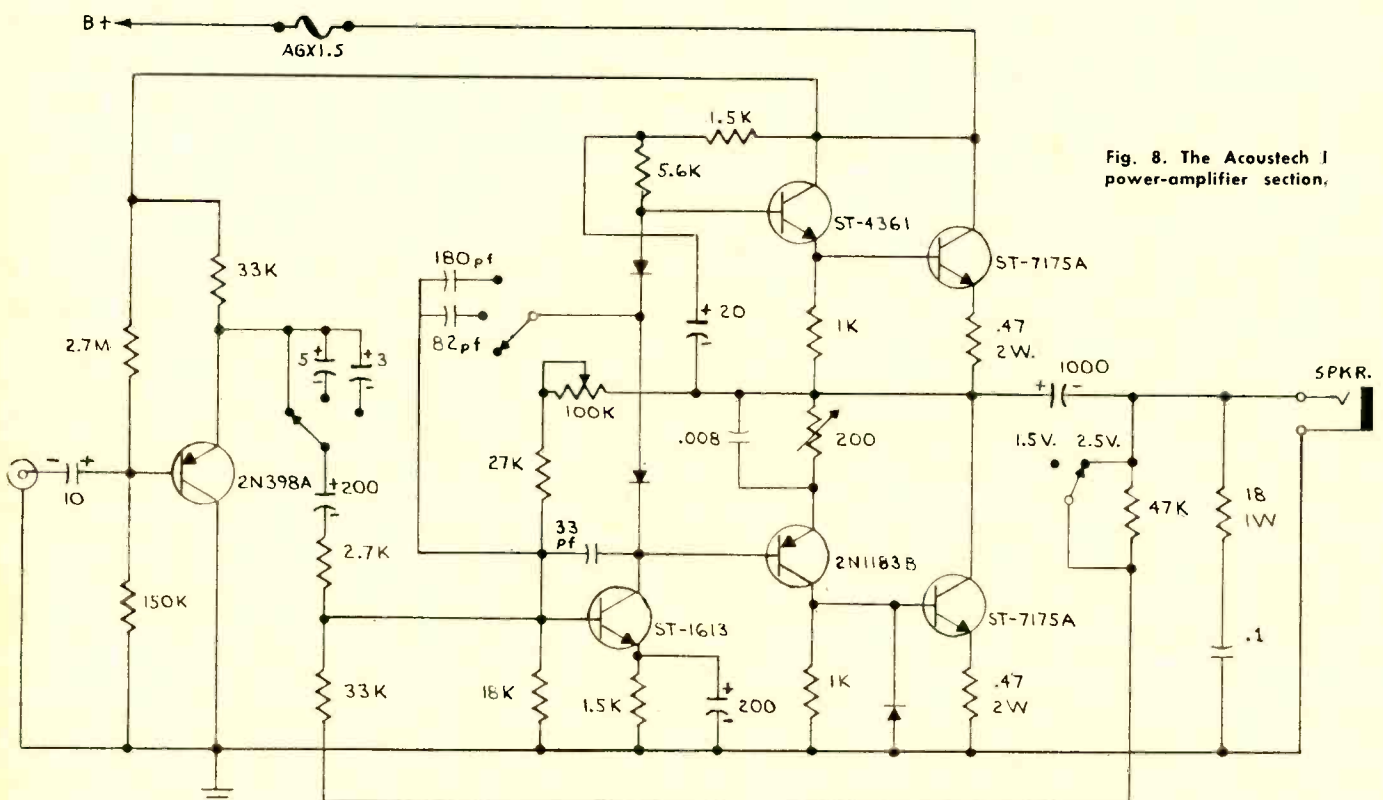 B+
AGX1.5
1.5K
Fig. 8. The Acoustech I
power-amplifier section.
5.6K
ST-4361
180pf
ST-7175A
33K
82pf
+ 20
1K
.47
2W.
2.7M
5
+
-
+
3
-
100K
+ 1000 -
SPKR.
.008
200
1.5V. 2.5V.
27K
- +
10
2N398A
+200
-
47K
18
1W
33
pf
2N1183B
2.7K
150K
ST-1613
ST-7175A
.1
33K
18K
1.5K
+
200
-
1K
.47
2W